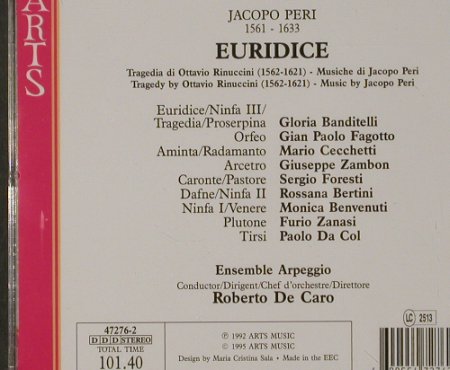 ARTS
JACOPO PERI
1561 - 1633
EURIDICE
Tragedia di Ottavio Rinuccini (1562-1621) - Musiche di Jacopo Peri
Tragedy by Ottavio Rinuccini (1562-1621) - Music by Jacopo Peri
Euridice/Ninfa III/
Tragedia/Proserpina Gloria Banditelli
Orfeo Gian Paolo Fagotto
Aminta/Radamanto Mario Cecchetti
Arcetro Giuseppe Zambon
Caronte/Pastore Sergio Foresti
Dafne/Ninfa II Rossana Bertini
Ninfa I/Venere Monica Benvenuti
Plutone Furio Zanasi
Tirsi Paolo Da Col
Ensemble Arpeggio
Conductor/Dirigent/Chef d'orchestre/Direttore
Roberto De Caro
47276-2
D D D STEREO
TOTAL TIME
101.40
℗ 1992 ARTS MUSIC
© 1995 ARTS MUSIC
Design by Maria Cristina Sala • Made in the EEC
LC 2513